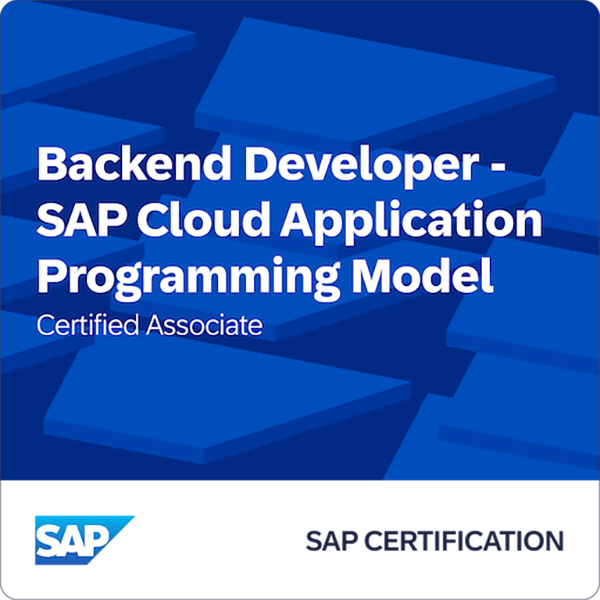 Backend Developer -
SAP Cloud Application
Programming Model
Certified Associate
SAP
SAP CERTIFICATION